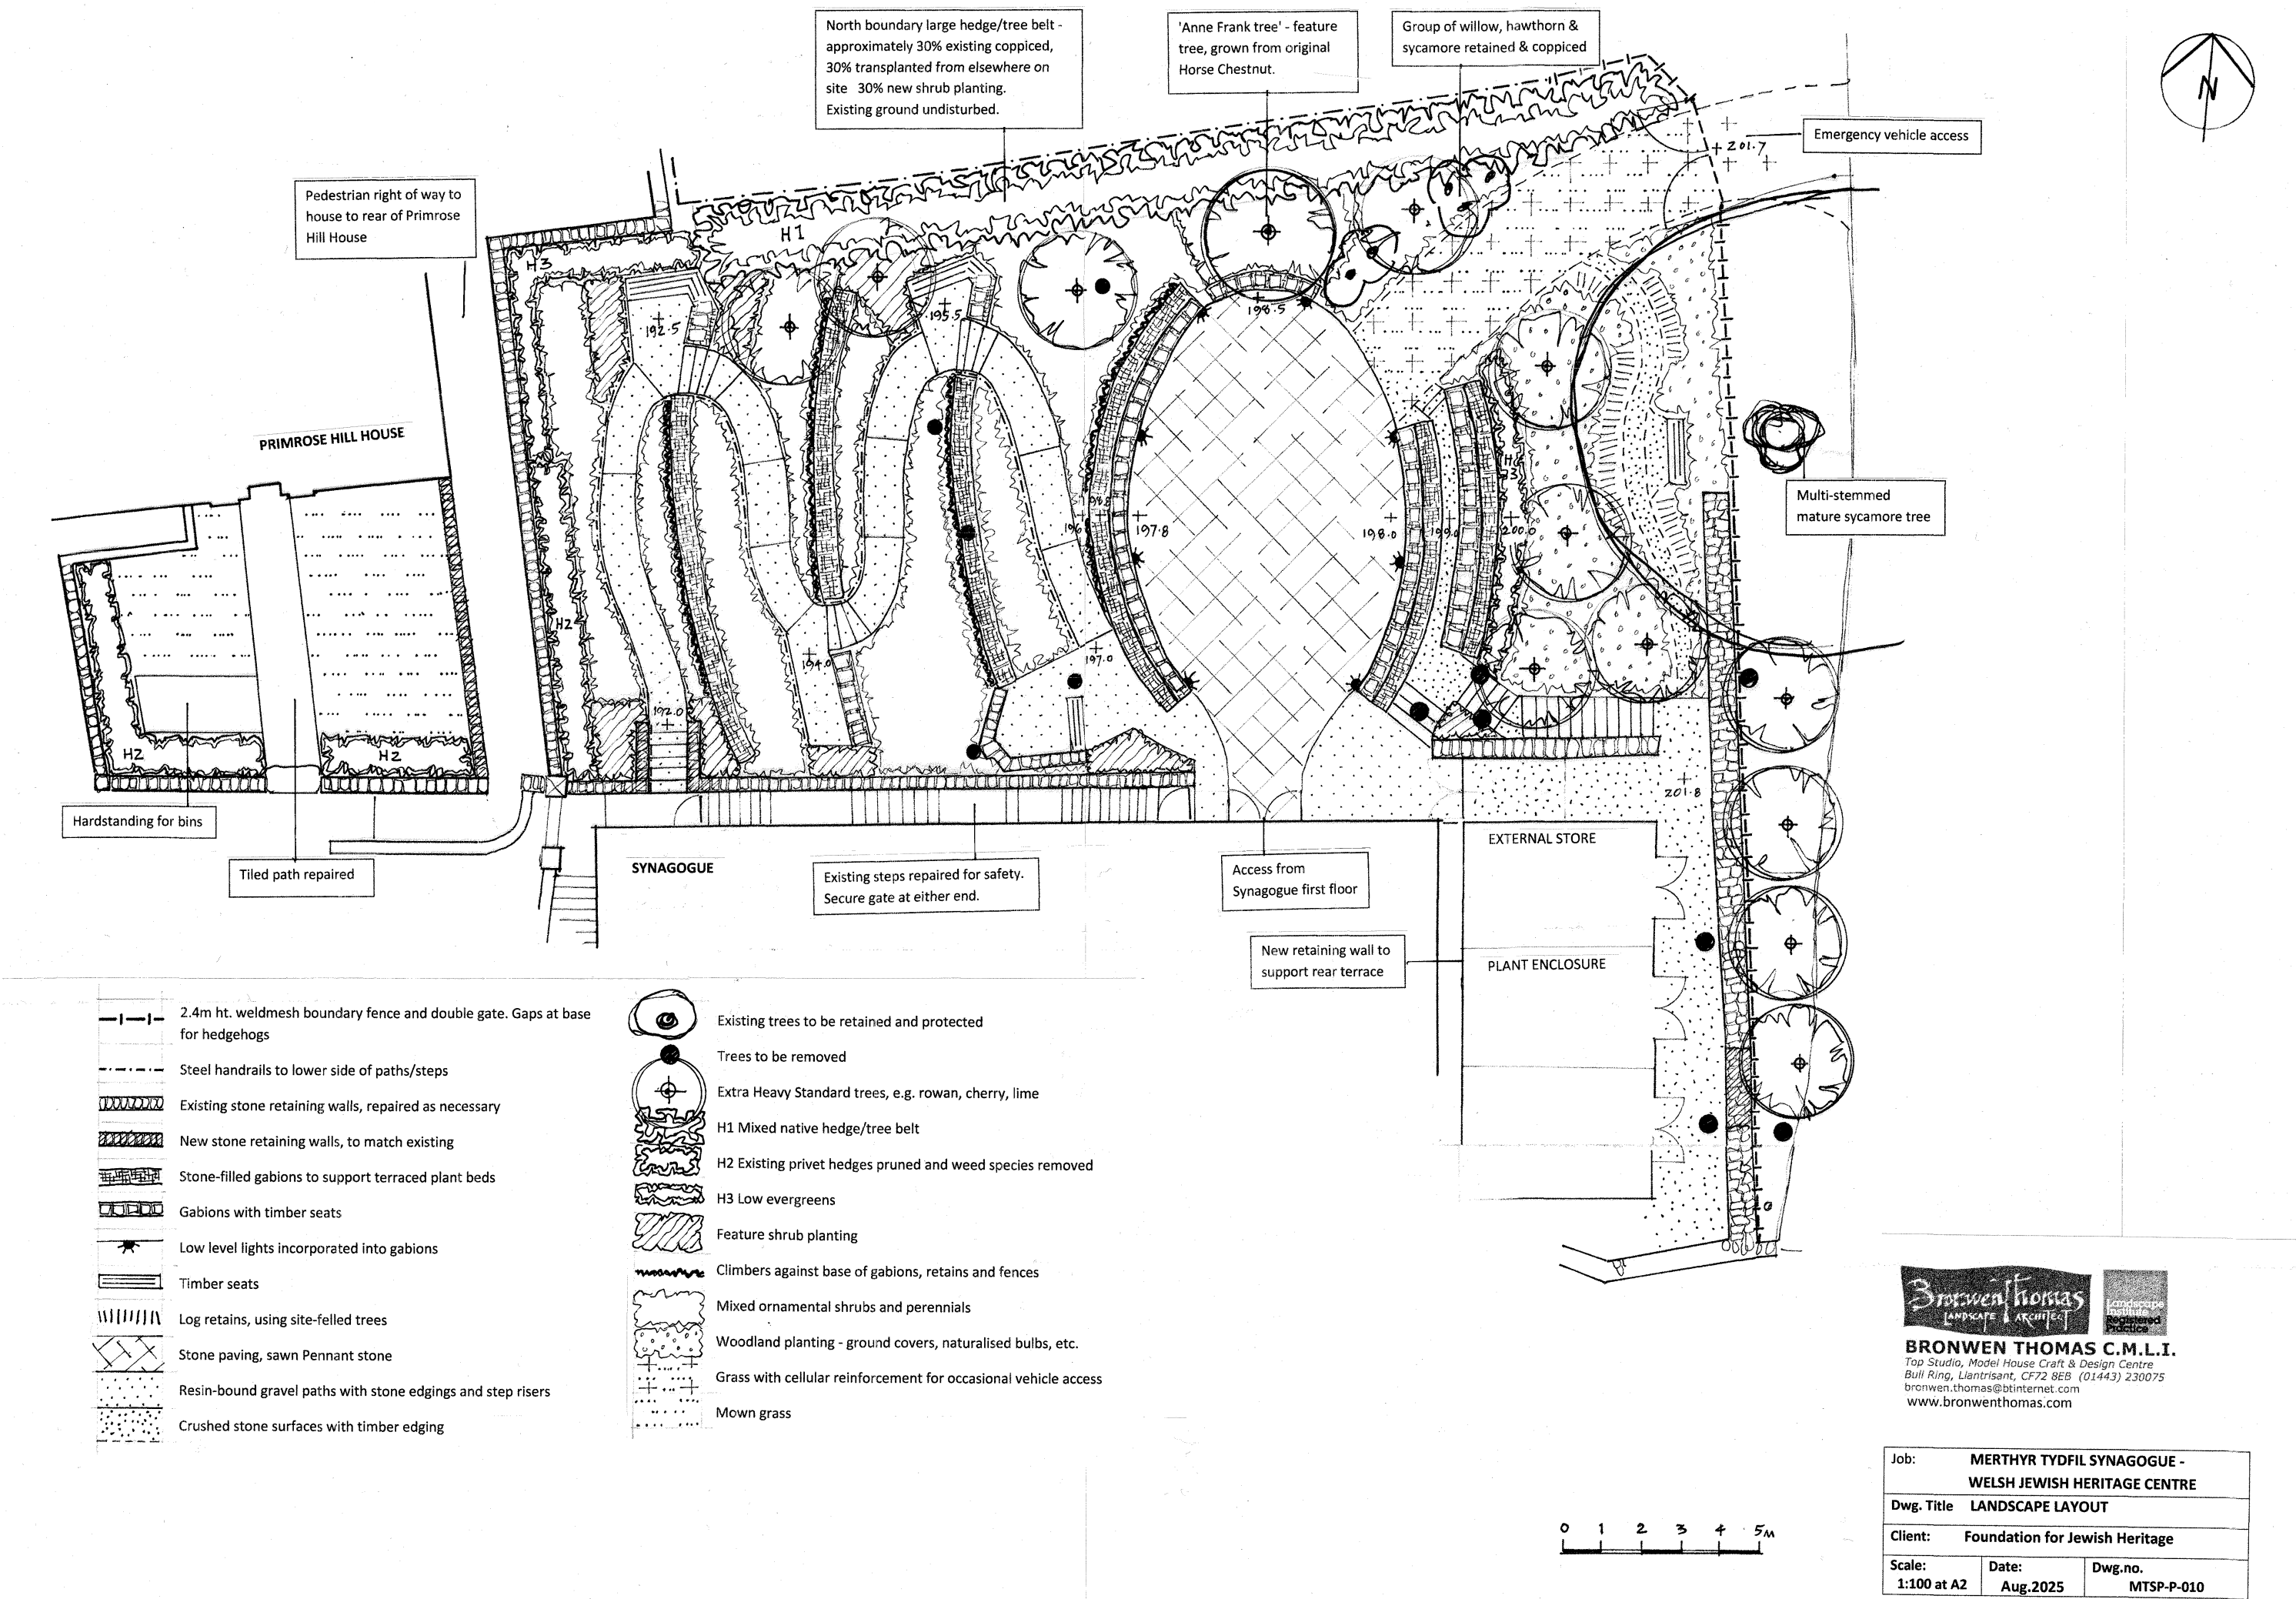 North boundary large hedge/tree belt -
approximately 30% existing coppiced,
30% transplanted from elsewhere on
site 30% new shrub planting.
Existing ground undisturbed.
'Anne Frank tree' - feature
tree, grown from original
Horse Chestnut.
Group of willow, hawthorn &
sycamore retained & coppiced
N
Emergency vehicle access
201.7
Pedestrian right of way to
house to rear of Primrose
Hill House
H1
H3
192.5
195.5
198.5
PRIMROSE HILL HOUSE
Multi-stemmed
mature sycamore tree
H3
197.8
198.0
199.0
200.0
H2
194.0
197.0
192.0
H2
H2
201.8
Hardstanding for bins
Tiled path repaired
SYNAGOGUE
Existing steps repaired for safety.
Secure gate at either end.
Access from
Synagogue first floor
EXTERNAL STORE
New retaining wall to
support rear terrace
PLANT ENCLOSURE
2.4m ht. weldmesh boundary fence and double gate. Gaps at base
for hedgehogs
Steel handrails to lower side of paths/steps
Existing stone retaining walls, repaired as necessary
New stone retaining walls, to match existing
Stone-filled gabions to support terraced plant beds
Gabions with timber seats
Low level lights incorporated into gabions
Timber seats
Log retains, using site-felled trees
Stone paving, sawn Pennant stone
Resin-bound gravel paths with stone edgings and step risers
Crushed stone surfaces with timber edging
Existing trees to be retained and protected
Trees to be removed
Extra Heavy Standard trees, e.g. rowan, cherry, lime
H1 Mixed native hedge/tree belt
H2 Existing privet hedges pruned and weed species removed
H3 Low evergreens
Feature shrub planting
Climbers against base of gabions, retains and fences
Mixed ornamental shrubs and perennials
Woodland planting - ground covers, naturalised bulbs, etc.
Grass with cellular reinforcement for occasional vehicle access
Mown grass
Bronwen Thomas
LANDSCAPE ARCHITECT
Landscape
Institute
Registered
Practice
BRONWEN THOMAS C.M.L.I.
Top Studio, Model House Craft & Design Centre
Bull Ring, Llantrisant, CF72 8EB (01443) 230075
bronwen.thomas@btinternet.com
www.bronwenthomas.com
0 1 2 3 4 5M
Job: MERTHYR TYDFIL SYNAGOGUE -
WELSH JEWISH HERITAGE CENTRE
Dwg. Title LANDSCAPE LAYOUT
Client: Foundation for Jewish Heritage
Scale: Date: Dwg.no.
1:100 at A2 Aug.2025 MTSP-P-010